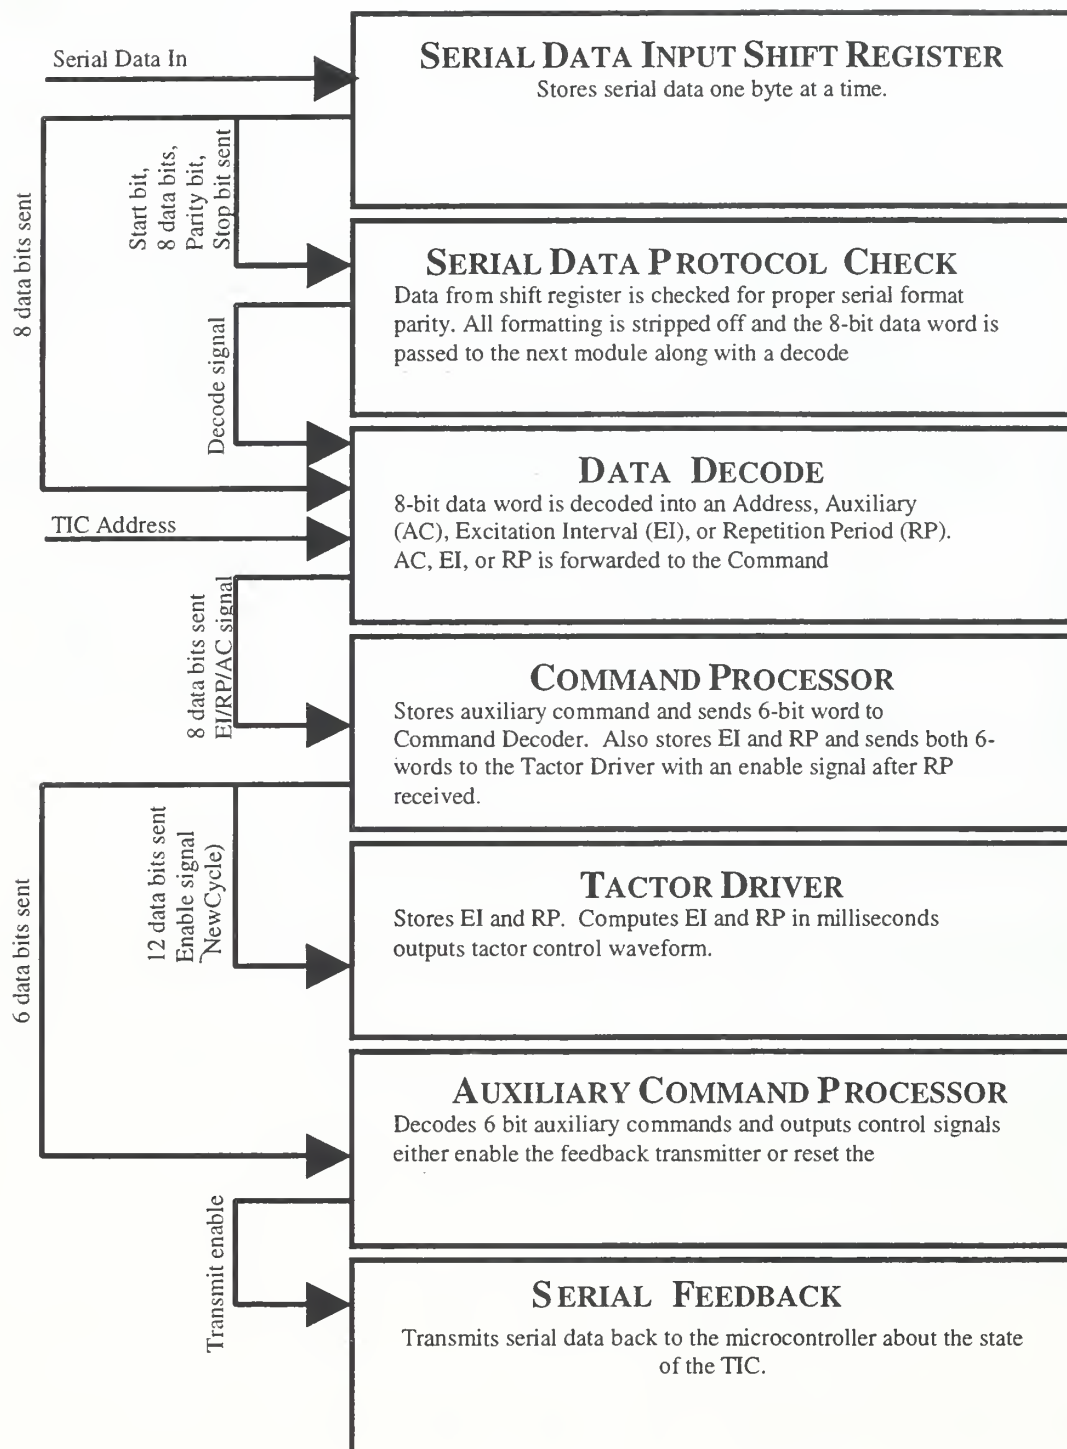 Serial Data In
SERIAL DATA INPUT SHIFT REGISTER
Stores serial data one byte at a time.
8 data bits sent
Start bit,
8 data bits,
Parity bit,
Stop bit sent
SERIAL DATA PROTOCOL CHECK
Data from shift register is checked for proper serial format
parity. All formatting is stripped off and the 8-bit data word is
passed to the next module along with a decode
Decode signal
DATA DECODE
8-bit data word is decoded into an Address, Auxiliary
(AC), Excitation Interval (EI), or Repetition Period (RP).
AC, EI, or RP is forwarded to the Command
TIC Address
8 data bits sent
EI/RP/AC signal
COMMAND PROCESSOR
Stores auxiliary command and sends 6-bit word to
Command Decoder. Also stores EI and RP and sends both 6-
words to the Tactor Driver with an enable signal after RP
received.
6 data bits sent
12 data bits sent
Enable signal
(NewCycle)
TACTOR DRIVER
Stores EI and RP. Computes EI and RP in milliseconds
outputs tactor control waveform.
AUXILIARY COMMAND PROCESSOR
Decodes 6 bit auxiliary commands and outputs control signals
either enable the feedback transmitter or reset the
Transmit enable
SERIAL FEEDBACK
Transmits serial data back to the microcontroller about the state
of the TIC.